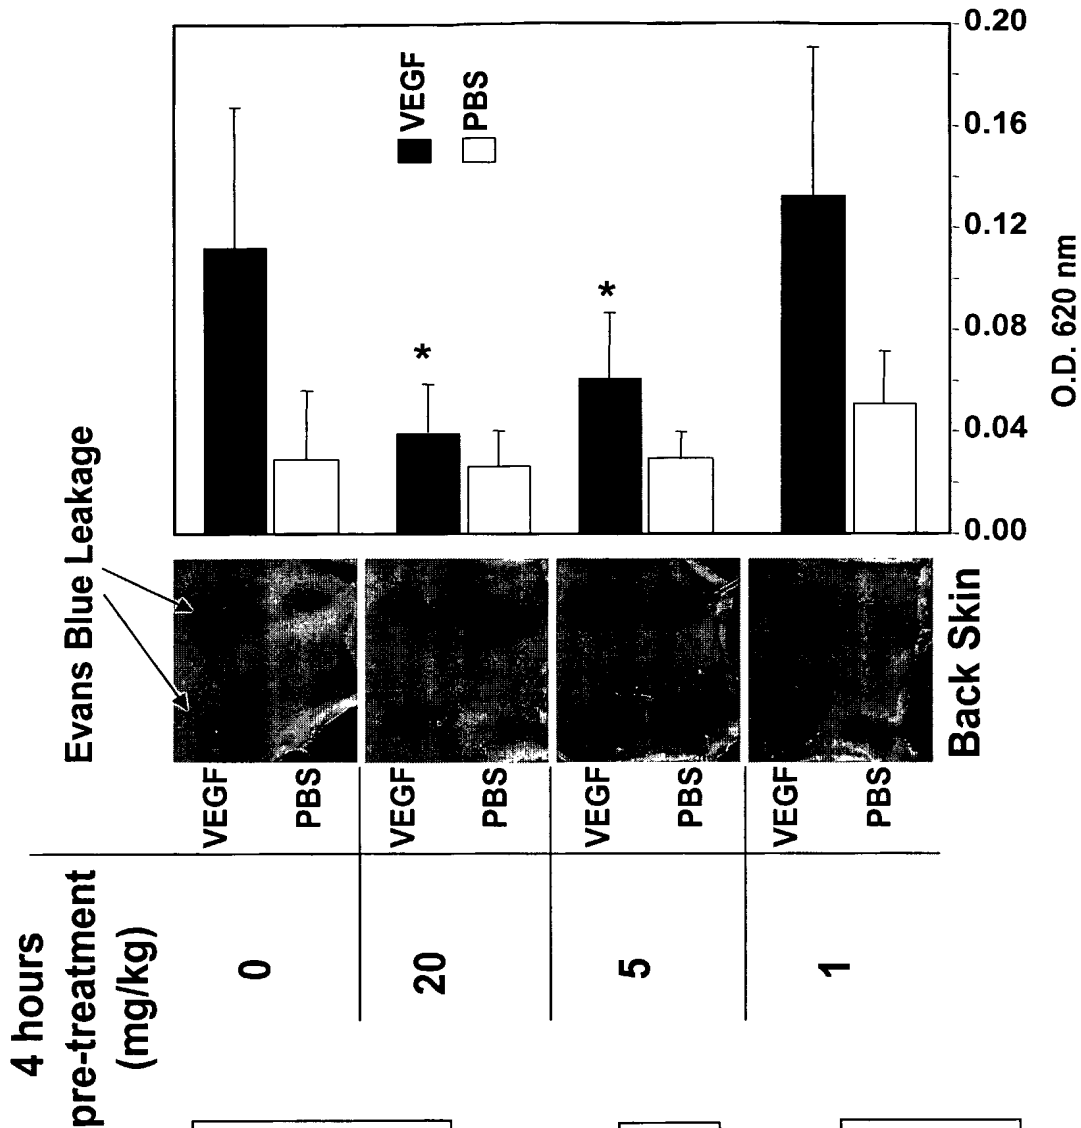 4 hours
pre-treatment
(mg/kg)
0
20
5
1
VEGF
PBS
VEGF
PBS
VEGF
PBS
VEGF
PBS
Evans Blue Leakage
Back Skin
VEGF
PBS
*
*
0.20
0.16
0.12
0.08
0.04
0.00
O.D. 620 nm